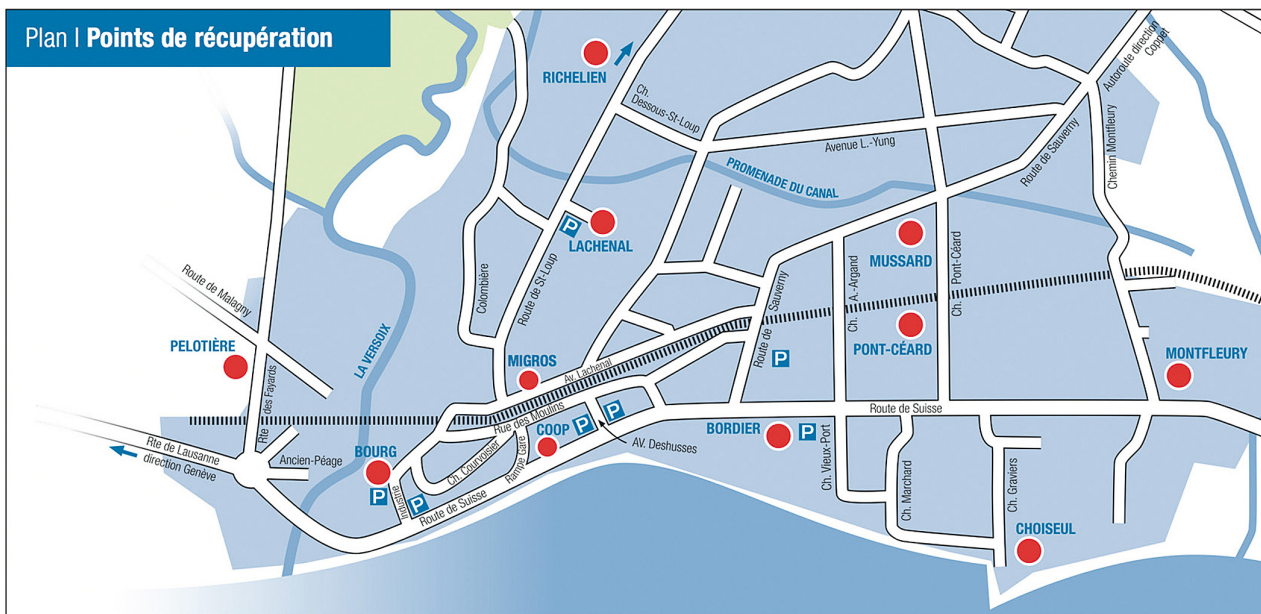 Plan I Points de récupération
RICHELIEN
Ch.
Dessous-St-Loup
Autoroute direction
Coppet
Avenue L.-Yung
Route de Sauverny
Chemin Montfleury
PROMENADE DU CANAL
P
LACHENAL
MUSSARD
Colombière
Route de St-Loup
Route de Malagny
LA VERSOIX
Route de Sauverny
Ch. A.-Argand
Ch. Pont-Céard
PELOTIÈRE
MIGROS
Av. Lachenal
P
PONT-CÉARD
MONTFLEURY
Rte des Fayards
Rue des Moulins
COOP
P
P
Route de Suisse
BORDIER
P
AV. Deshusses
Rte de Lausanne
direction Genève
Ancien-Péage
BOURG
P
Industrie
P
Ch. Courvoisier
Rampe Gare
Route de Suisse
Ch. Vieux-Port
Ch. Marchard
Ch. Graviers
CHOISEUL